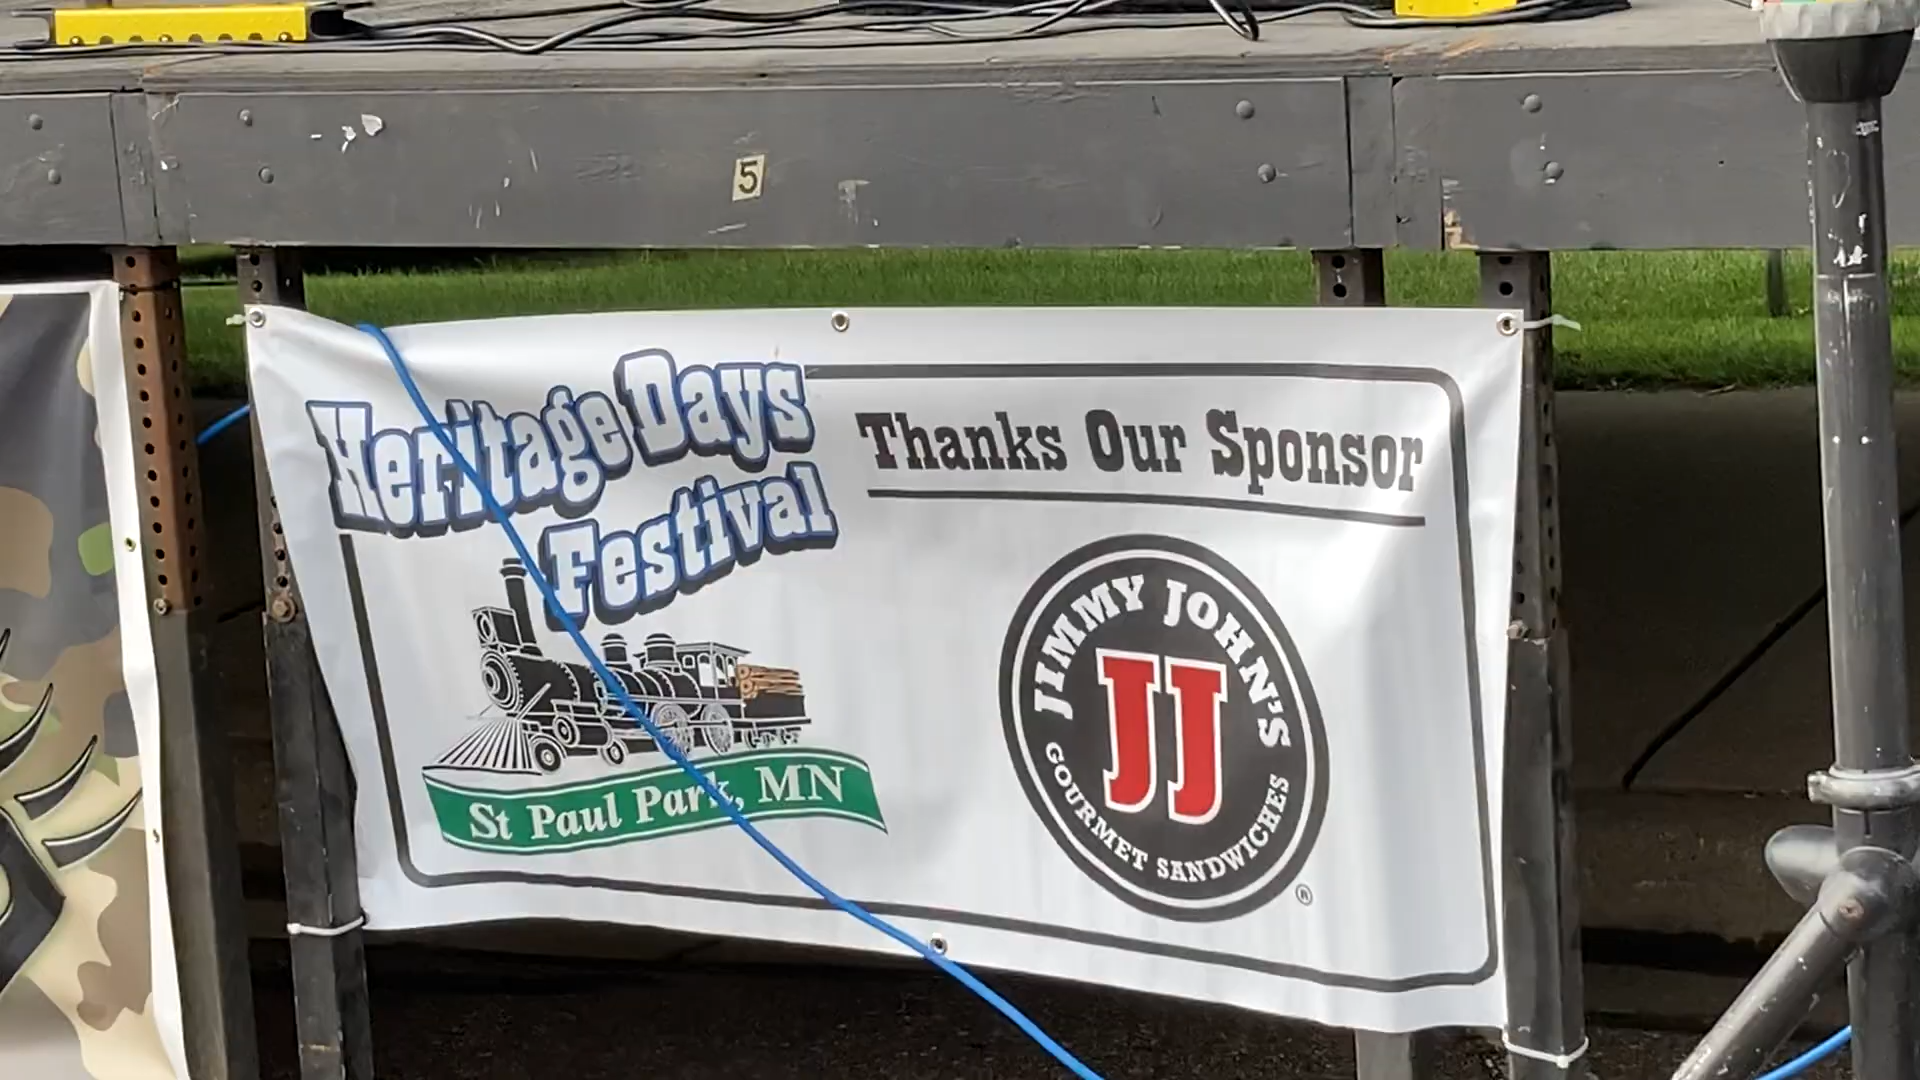 5
Heritage Days
Festival
St Paul Park, MN
Thanks Our Sponsor
JIMMY JOHN'S
JJ
GOURMET SANDWICHES
®